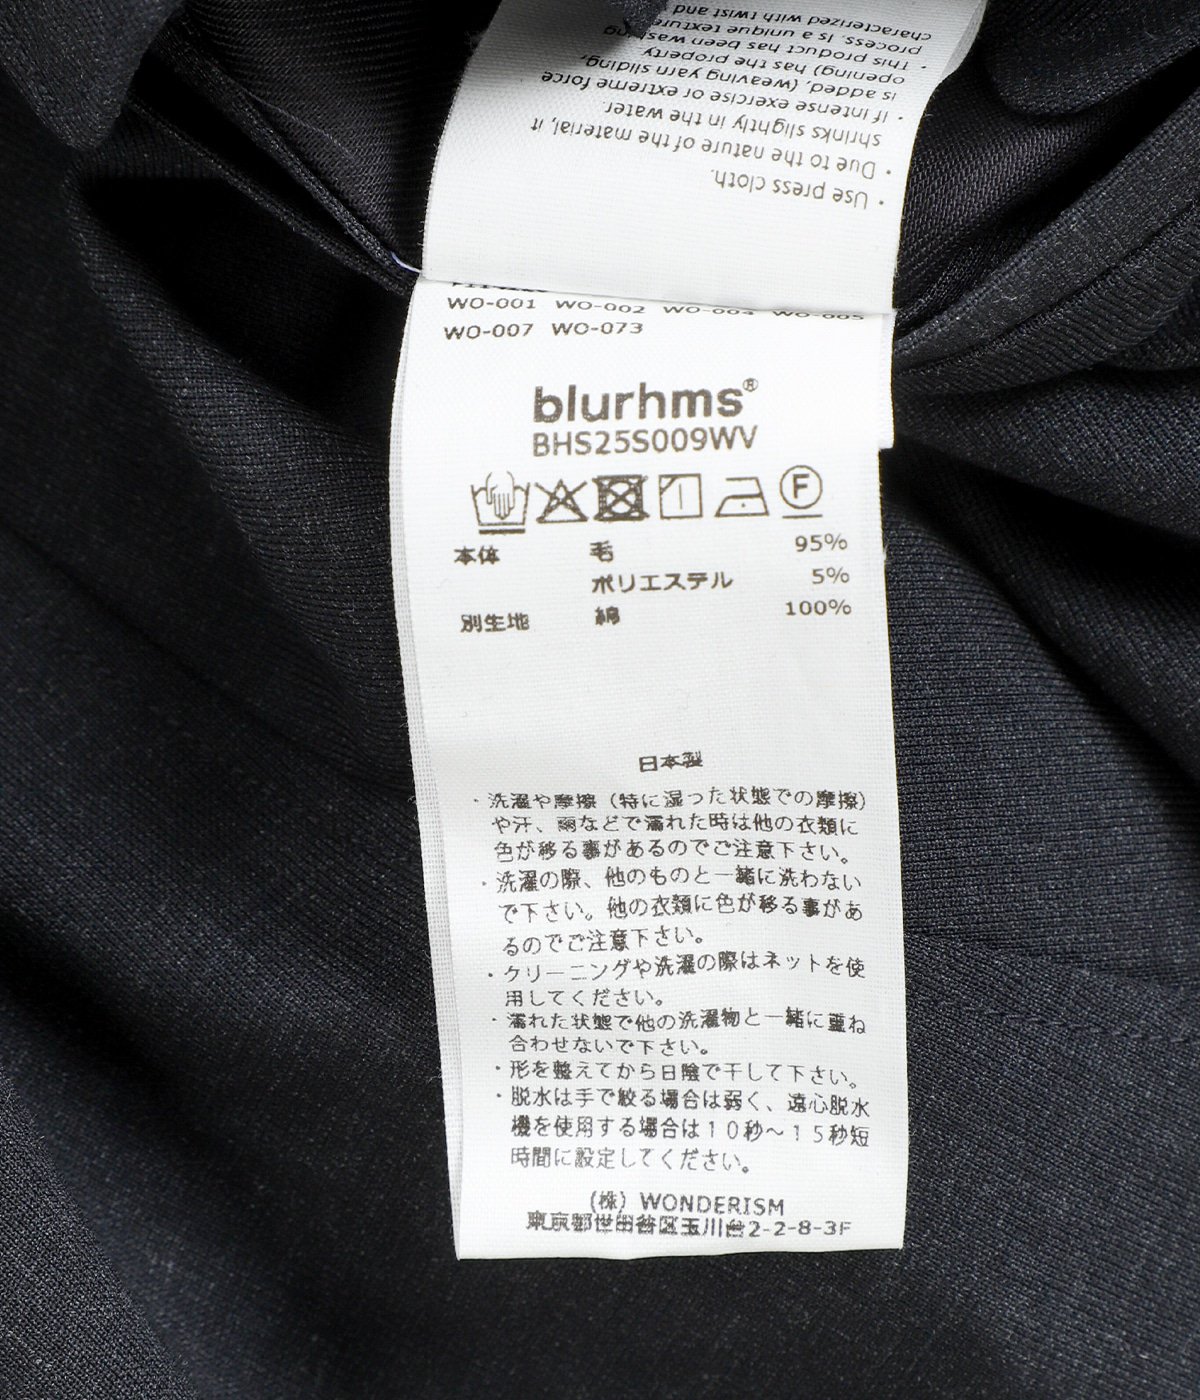 characterized with twist and
process, is a unique texture
· This product has been washing
opening) has the property
is added, (weaving yarn sliding,
· If intense exercise or extreme force
shrinks slightly in the water.
· Due to the nature of the material, it
· Use press cloth.
WO-001 WO-002 WO-004 WO-005
WO-007 WO-073
blurhms®
BHS25S009WV
F
本体 毛 95%
ポリエステル 5%
別生地 綿 100%
日本製
・洗濯や摩擦（特に湿った状態での摩擦）
や汗、雨などで濡れた時は他の衣類に
色が移る事があるのでご注意下さい。
・洗濯の際、他のものと一緒に洗わない
で下さい。他の衣類に色が移る事があ
るのでご注意下さい。
・クリーニングや洗濯の際はネットを使
用してください。
・濡れた状態で他の洗濯物と一緒に重ね
合わせないで下さい。
・形を整えてから日陰で干して下さい。
・脱水は手で絞る場合は弱く、遠心脱水
機を使用する場合は１０秒～１５秒短
時間に設定してください。
(株) WONDERISM
東京都世田谷区玉川台2-2-8-3F